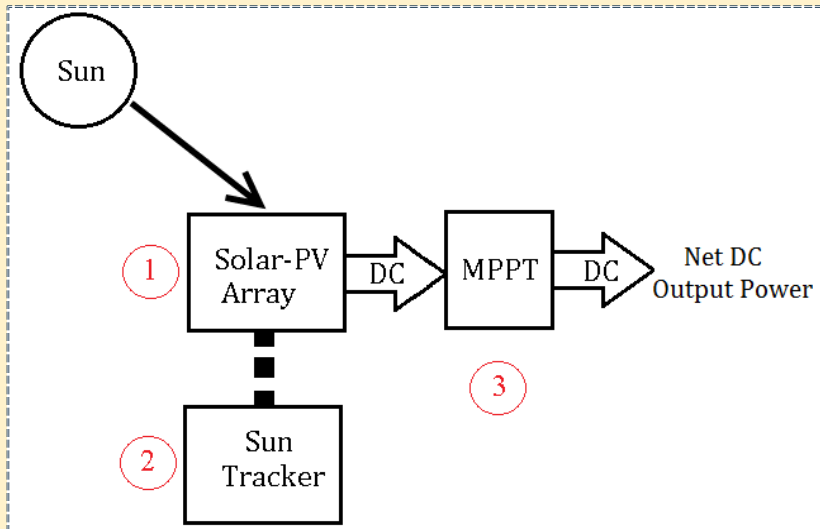 Sun
1
Solar-PV
Array
DC
MPPT
DC
Net DC
Output Power
3
2
Sun
Tracker